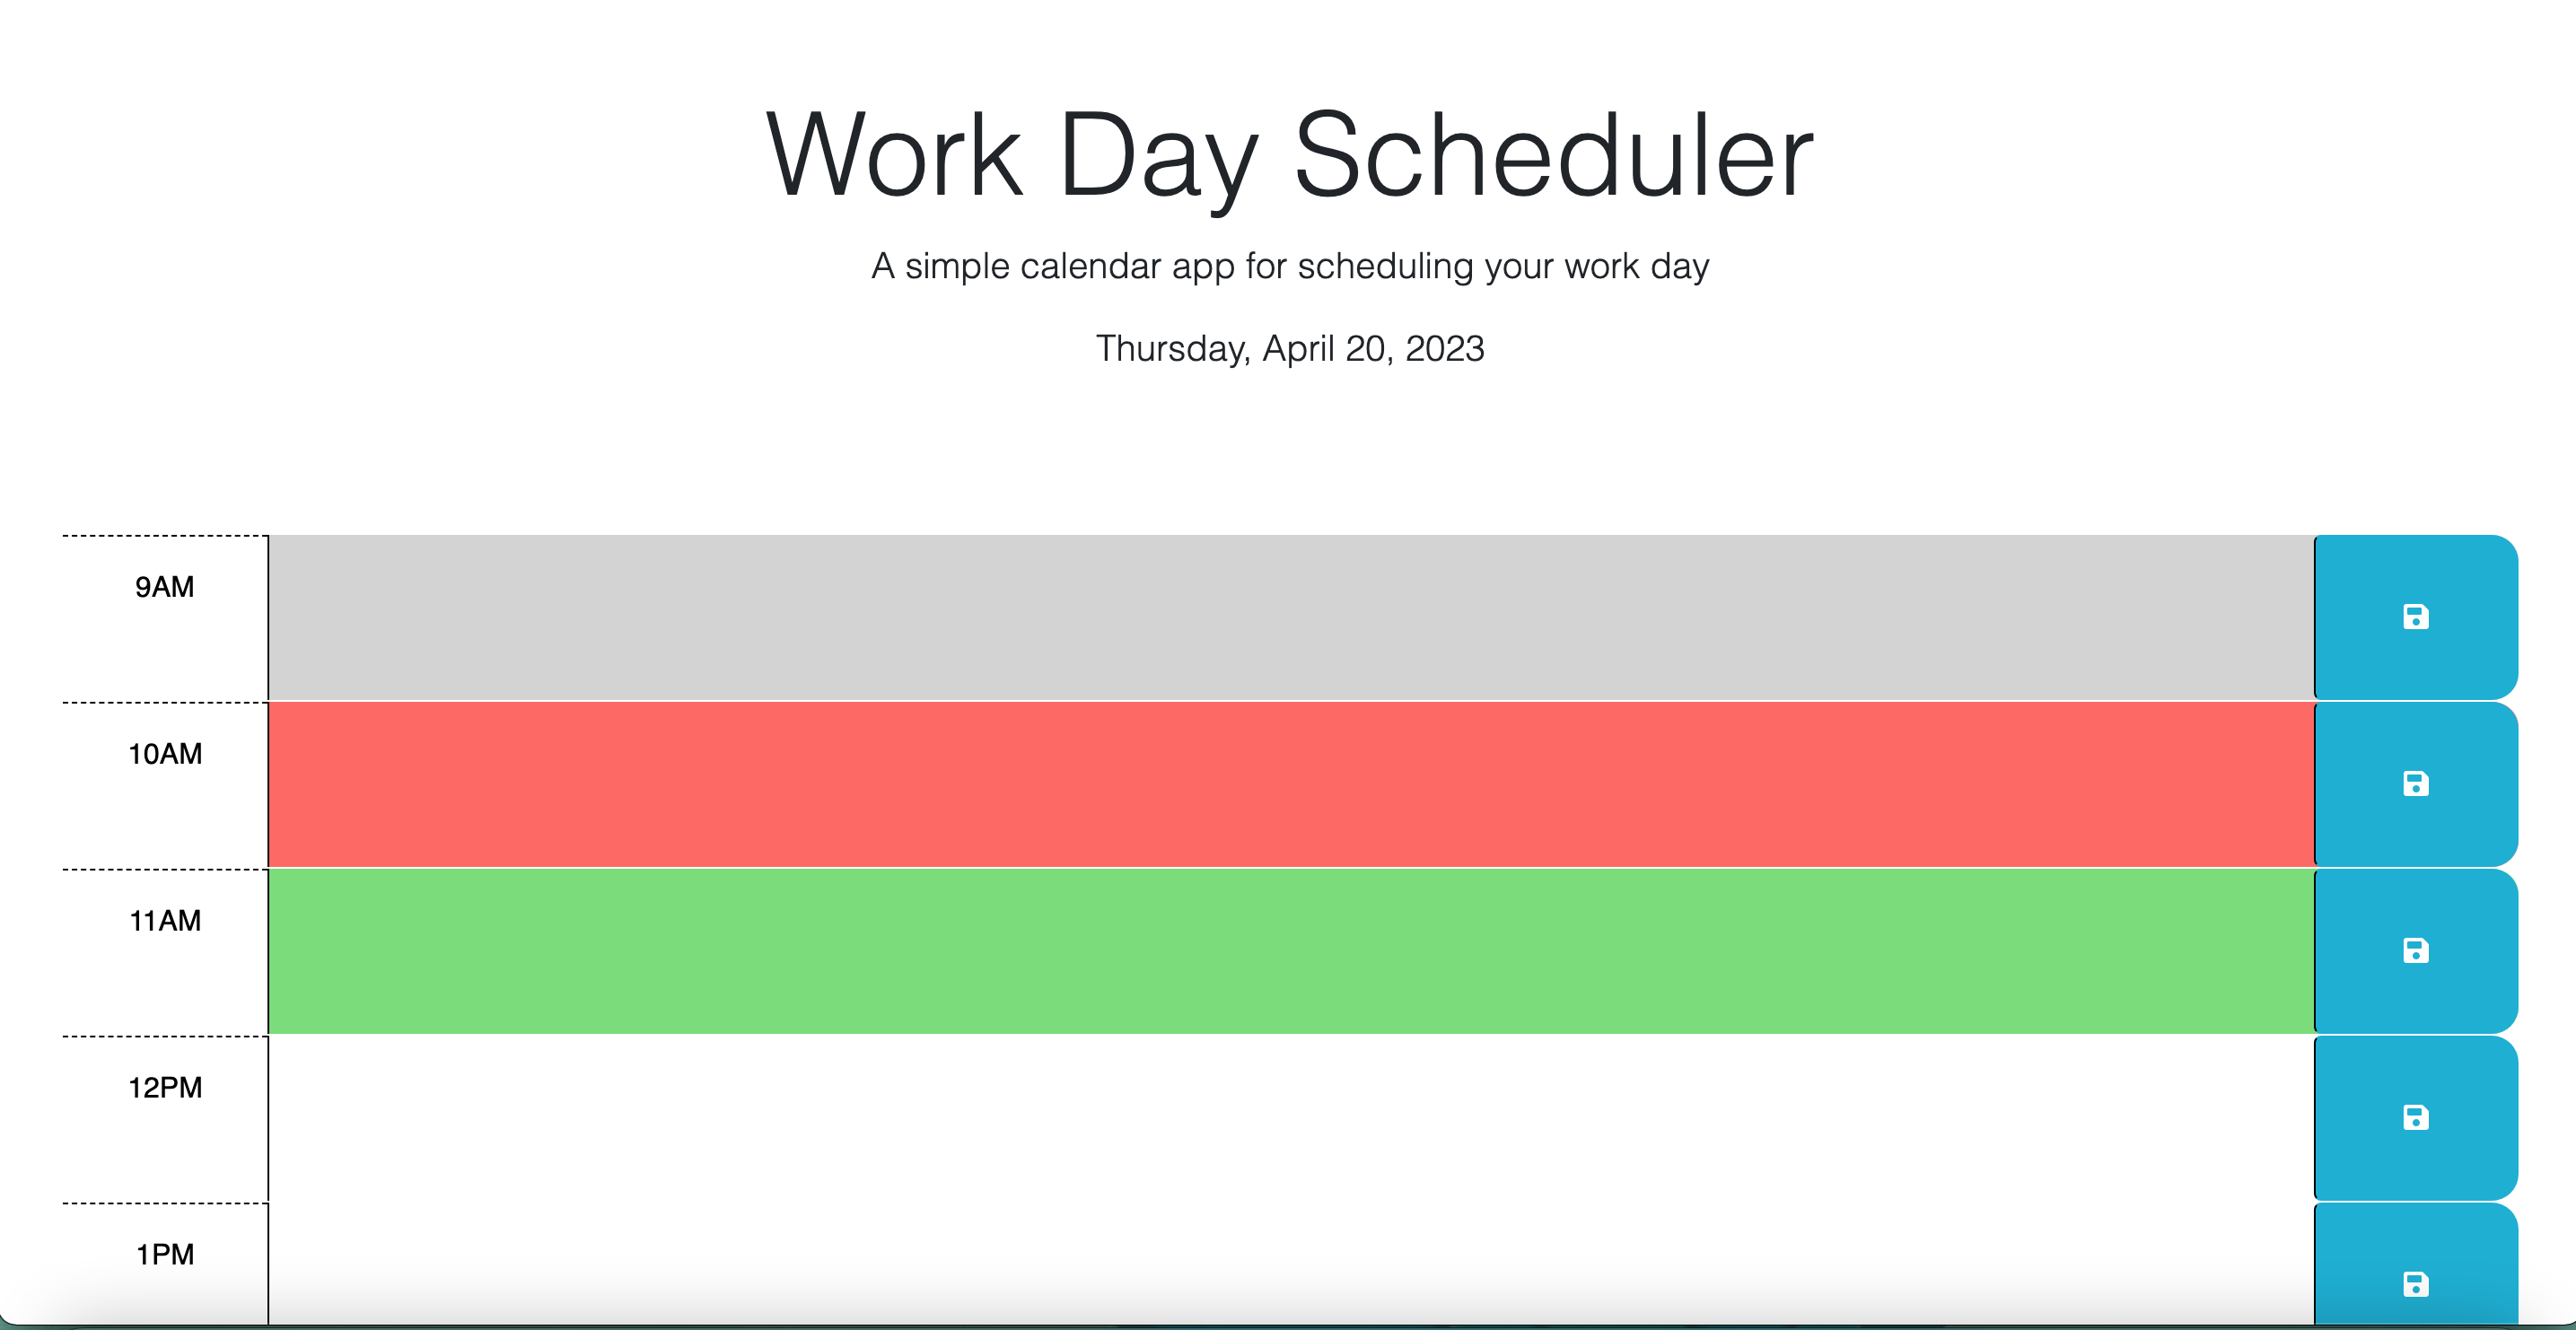 Work Day Scheduler
A simple calendar app for scheduling your work day
Thursday, April 20, 2023
9AM
10AM
11AM
12PM
1PM